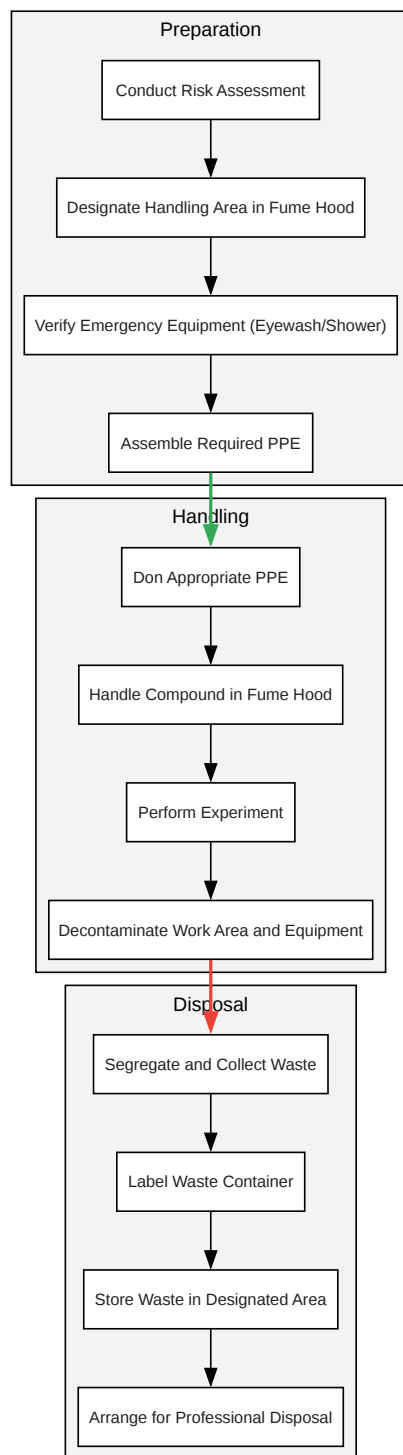 Preparation
Conduct Risk Assessment
Designate Handling Area in Fume Hood
Verify Emergency Equipment (Eyewash/Shower)
Assemble Required PPE
Handling
Don Appropriate PPE
Handle Compound in Fume Hood
Perform Experiment
Decontaminate Work Area and Equipment
Disposal
Segregate and Collect Waste
Label Waste Container
Store Waste in Designated Area
Arrange for Professional Disposal